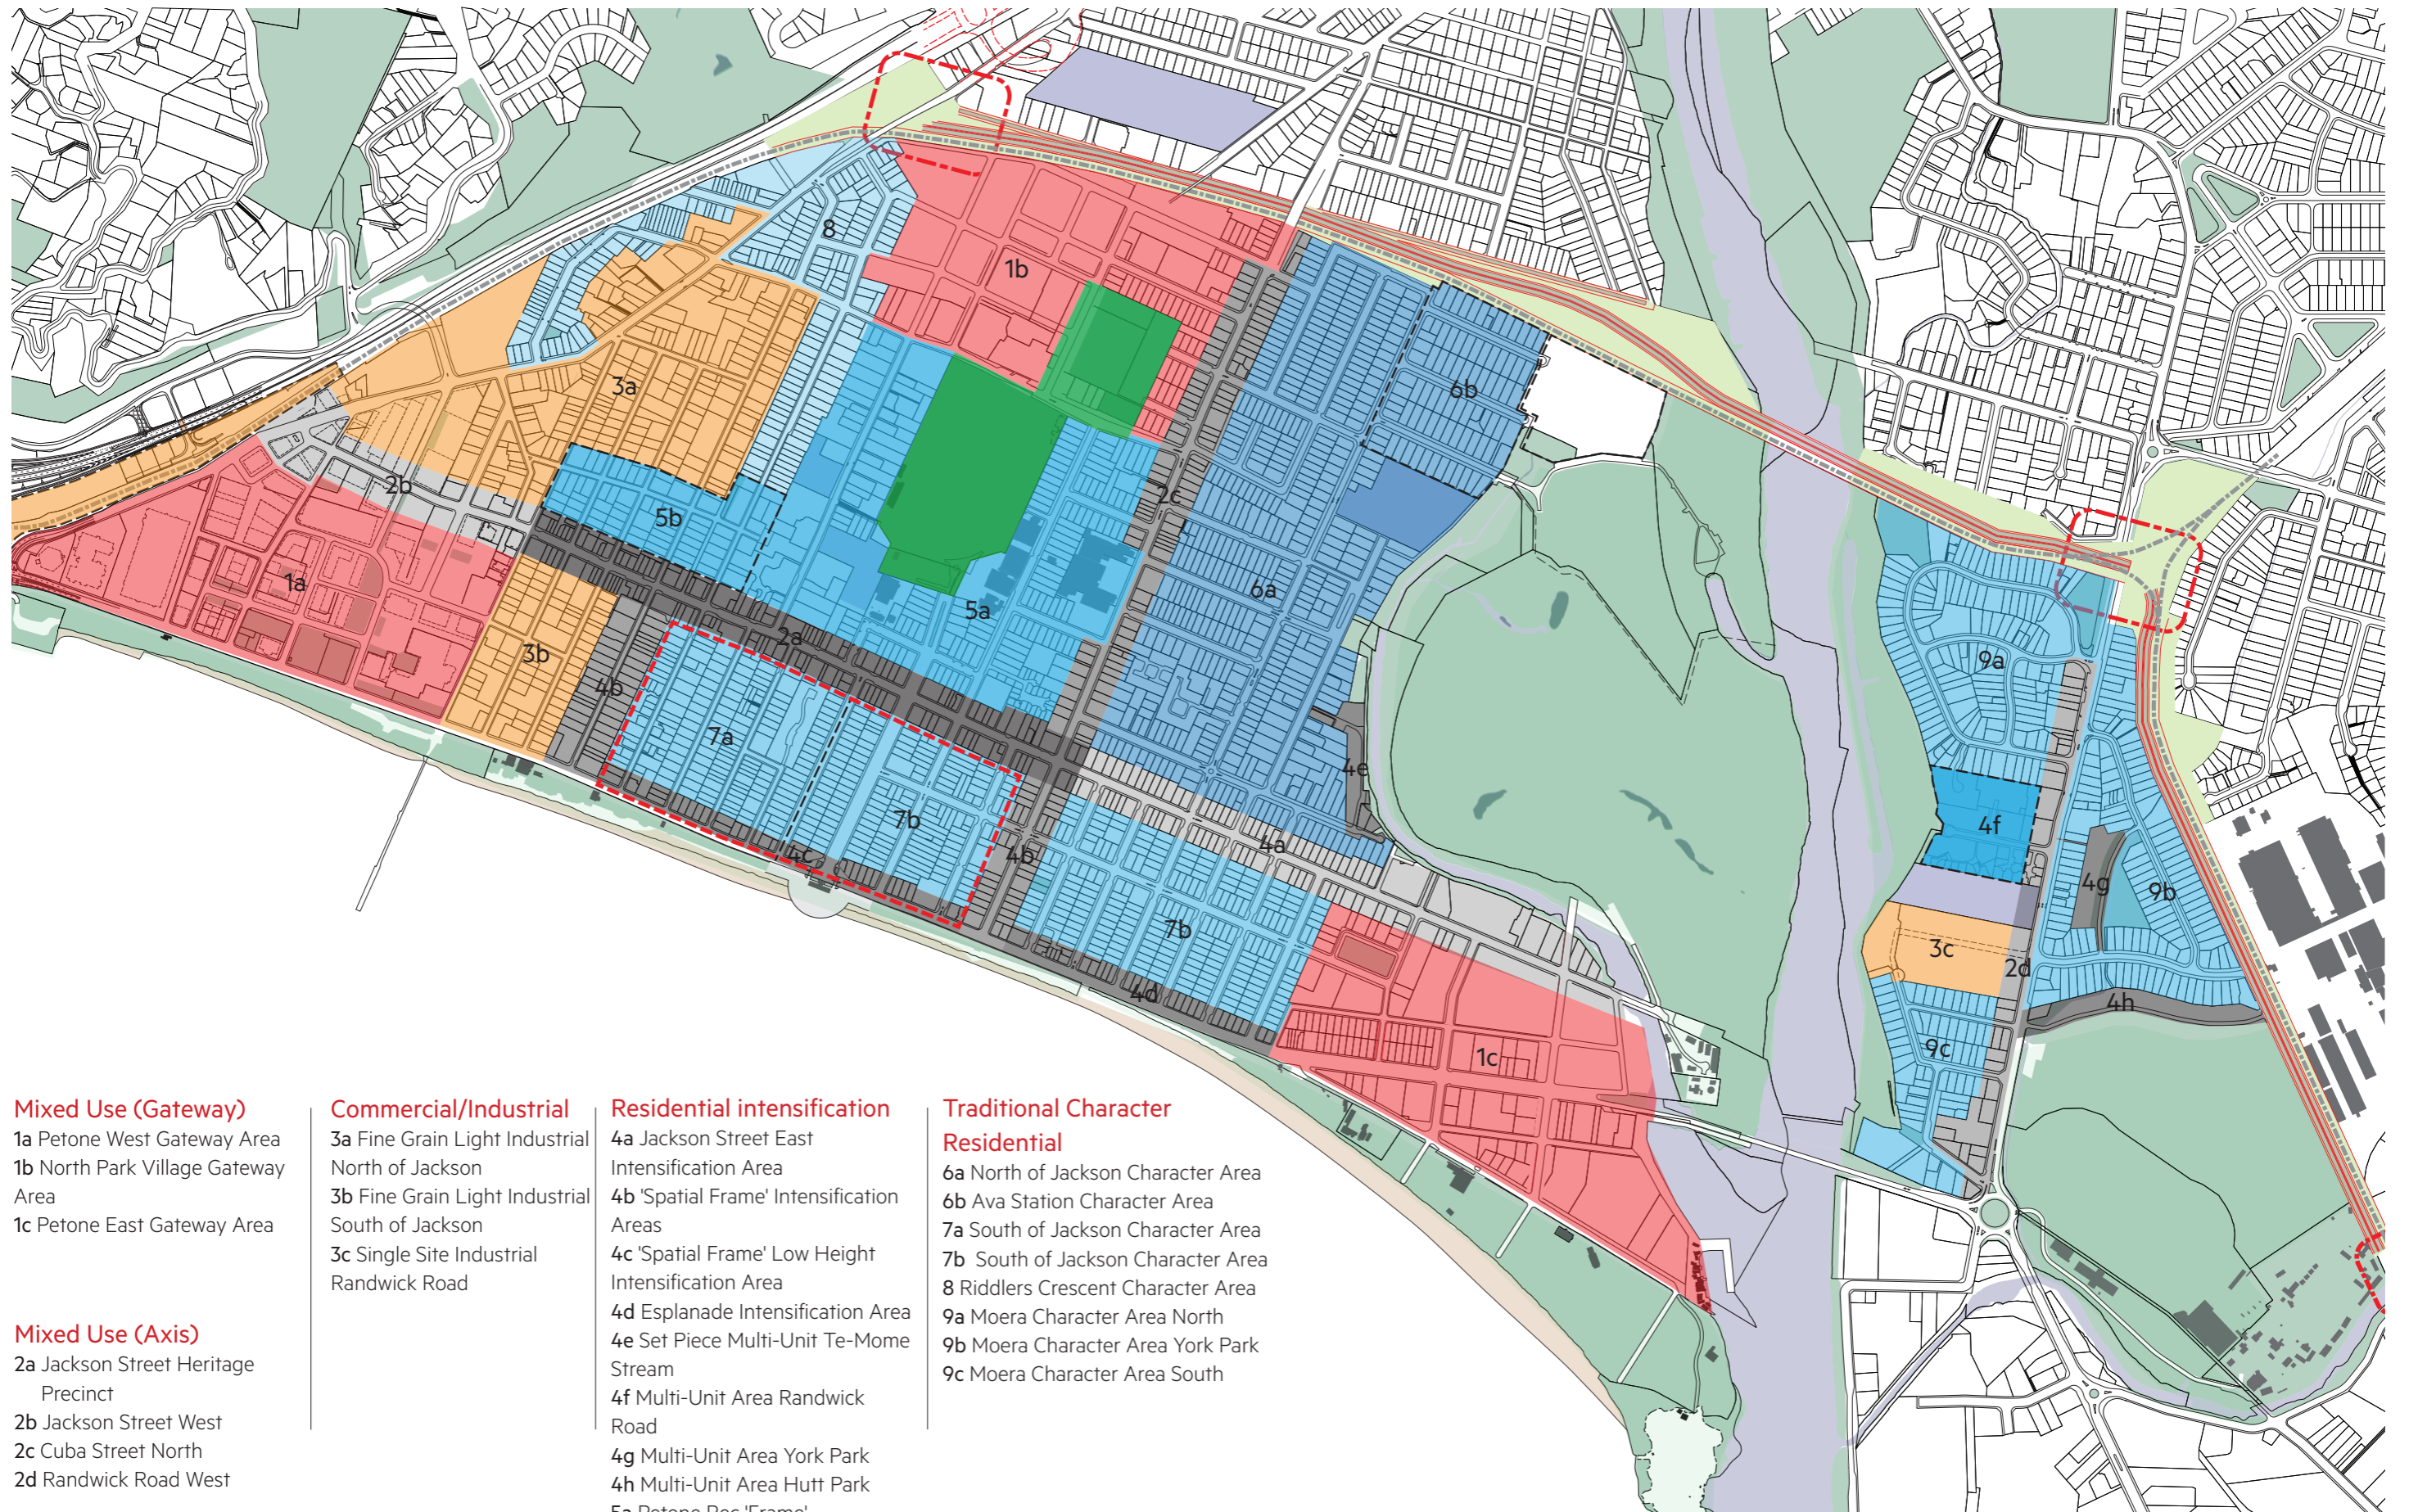 8
1b
3a
6b
2b
2c
5b
1a
6a
5a
2a
3b
4b
9a
7a
4e
7b
4f
4a
4c
4b
4g
9b
7b
3c
2d
4d
4h
9c
1c
Mixed Use (Gateway)
1a Petone West Gateway Area
1b North Park Village Gateway
Area
1c Petone East Gateway Area
Mixed Use (Axis)
2a Jackson Street Heritage
Precinct
2b Jackson Street West
2c Cuba Street North
2d Randwick Road West
Commercial/Industrial
3a Fine Grain Light Industrial
North of Jackson
3b Fine Grain Light Industrial
South of Jackson
3c Single Site Industrial
Randwick Road
Residential intensification
4a Jackson Street East
Intensification Area
4b 'Spatial Frame' Intensification
Areas
4c 'Spatial Frame' Low Height
Intensification Area
4d Esplanade Intensification Area
4e Set Piece Multi-Unit Te-Mome
Stream
4f Multi-Unit Area Randwick
Road
4g Multi-Unit Area York Park
4h Multi-Unit Area Hutt Park
5a Petone Rec 'Frame'
Traditional Character
Residential
6a North of Jackson Character Area
6b Ava Station Character Area
7a South of Jackson Character Area
7b South of Jackson Character Area
8 Riddlers Crescent Character Area
9a Moera Character Area North
9b Moera Character Area York Park
9c Moera Character Area South